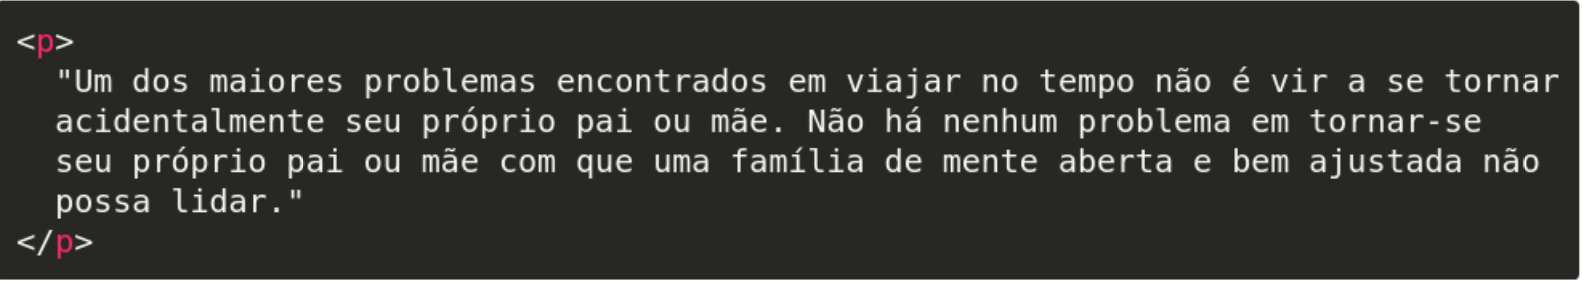 <p>
"Um dos maiores problemas encontrados em viajar no tempo não é vir a se tornar
acidentalmente seu próprio pai ou mãe. Não há nenhum problema em tornar-se
seu próprio pai ou mãe com que uma família de mente aberta e bem ajustada não
possa lidar."
</p>